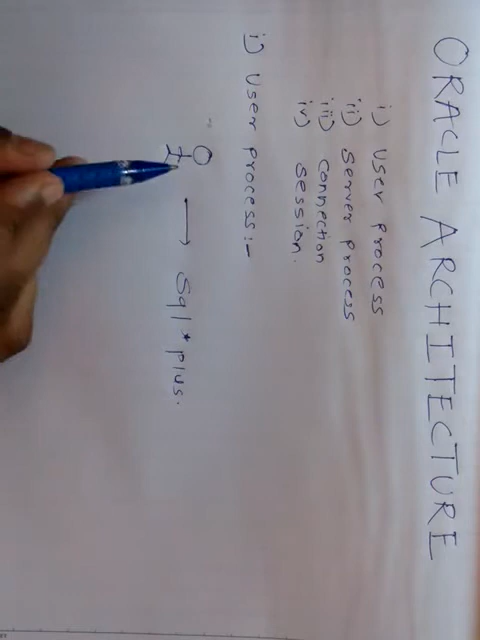 ORACLE ARCHITECTURE
i) User process
ii) Server process
iii) connection
iv) Session.
i) User process:-
Sql*plus.